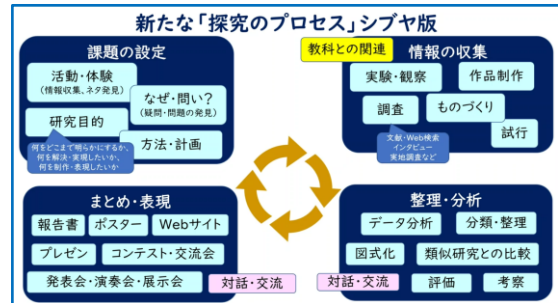 新たな「探究のプロセス」シブヤ版
課題の設定
活動・体験
(情報収集、ネタ発見)
なぜ・問い？
(疑問・問題の発見)
研究目的
何をどこまで明らかにするか、
何を解決・実現したいか、
何を制作・表現したいか
方法・計画
教科との関連
情報の収集
実験・観察
作品制作
調査
ものづくり
文献・Web検索
インタビュー
実地調査など
試行
まとめ・表現
報告書
ポスター
Webサイト
プレゼン
コンテスト・交流会
発表会・演奏会・展示会
対話・交流
整理・分析
データ分析
分類・整理
図式化
類似研究との比較
対話・交流
評価
考察